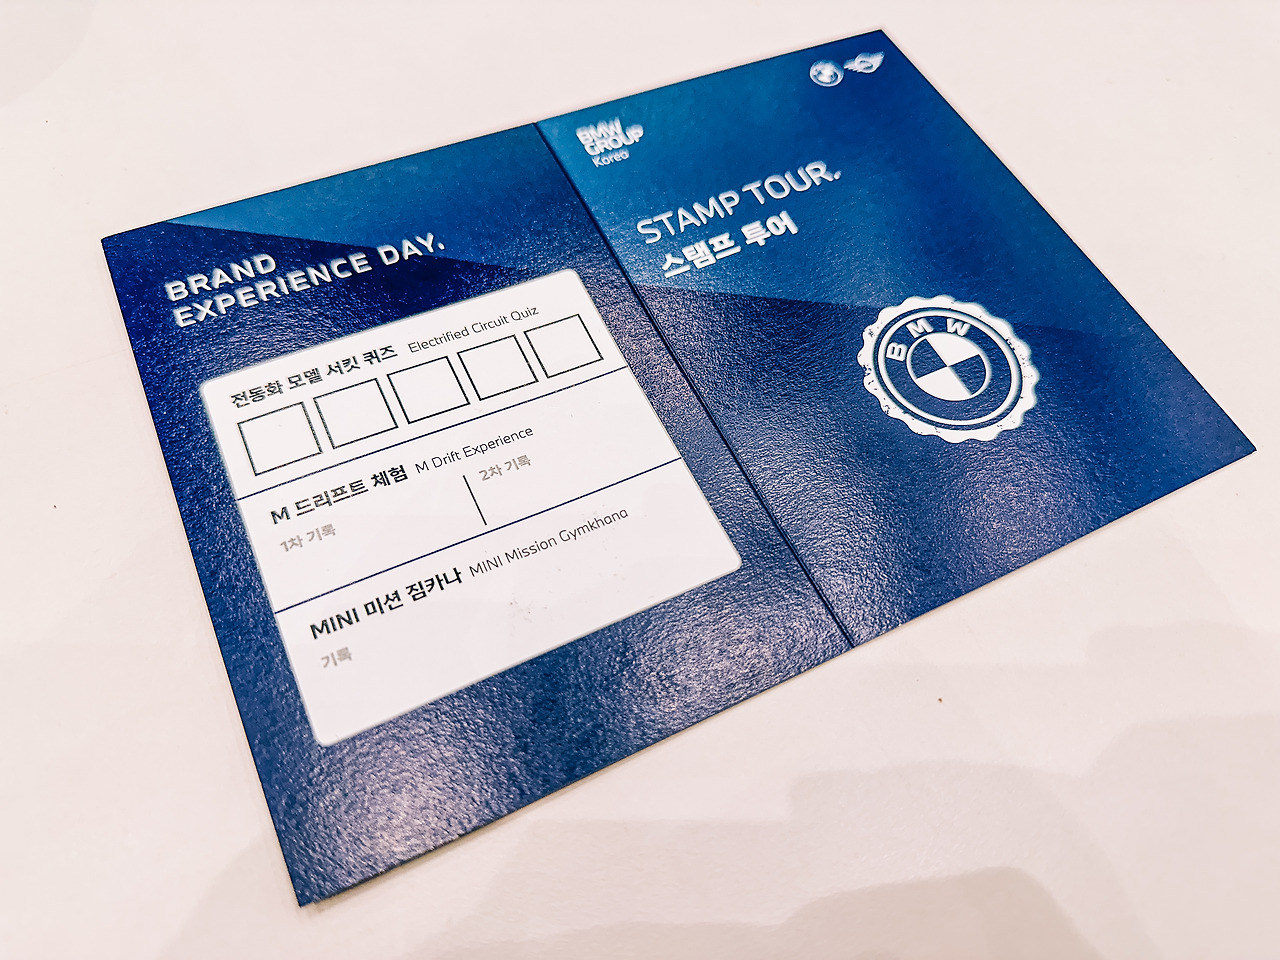 BRAND
EXPERIENCE DAY.
전동화 모델 서킷 퀴즈 Electrified Circuit Quiz
M 드리프트 체험 M Drift Experience
1차 기록
2차 기록
MINI 미션 짐카나 MINI Mission Gymkhana
기록
BMW
GROUP
Korea
STAMP TOUR.
스탬프 투어
BMW